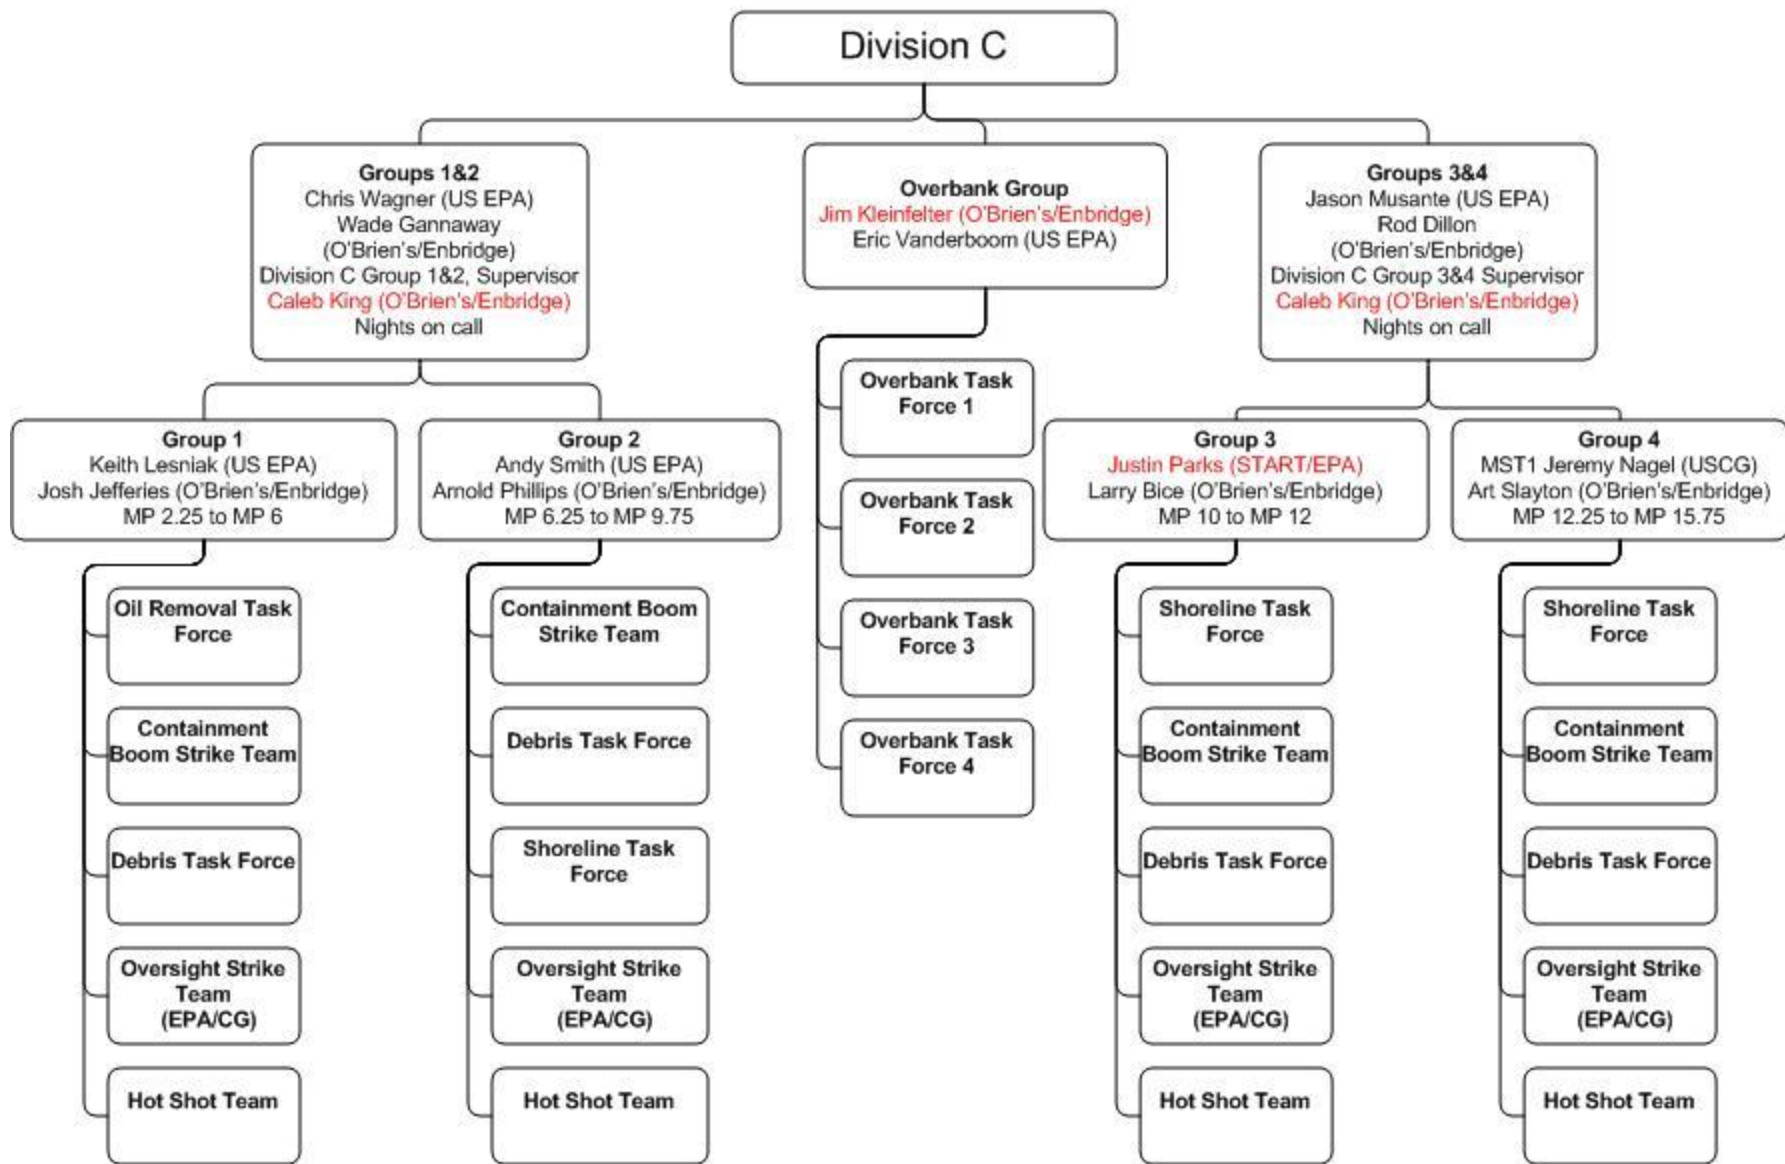 Division C
Groups 1&2
Chris Wagner (US EPA)
Wade Gannaway
(O'Brien's/Enbridge)
Division C Group 1&2, Supervisor
Caleb King (O'Brien's/Enbridge)
Nights on call
Overbank Group
Jim Kleinfelter (O'Brien's/Enbridge)
Eric Vanderboom (US EPA)
Groups 3&4
Jason Musante (US EPA)
Rod Dillon
(O'Brien's/Enbridge)
Division C Group 3&4 Supervisor
Caleb King (O'Brien's/Enbridge)
Nights on call
Group 1
Keith Lesniak (US EPA)
Josh Jefferies (O'Brien's/Enbridge)
MP 2.25 to MP 6
Oil Removal Task
Force
Containment
Boom Strike Team
Debris Task Force
Oversight Strike
Team
(EPA/CG)
Hot Shot Team
Group 2
Andy Smith (US EPA)
Arnold Phillips (O'Brien's/Enbridge)
MP 6.25 to MP 9.75
Containment Boom
Strike Team
Debris Task Force
Shoreline Task
Force
Oversight Strike
Team
(EPA/CG)
Hot Shot Team
Overbank Task
Force 1
Overbank Task
Force 2
Overbank Task
Force 3
Overbank Task
Force 4
Group 3
Justin Parks (START/EPA)
Larry Bice (O'Brien's/Enbridge)
MP 10 to MP 12
Shoreline Task
Force
Containment
Boom Strike Team
Debris Task Force
Oversight Strike
Team
(EPA/CG)
Hot Shot Team
Group 4
MST1 Jeremy Nagel (USCG)
Art Slayton (O'Brien's/Enbridge)
MP 12.25 to MP 15.75
Shoreline Task
Force
Containment
Boom Strike Team
Debris Task Force
Oversight Strike
Team
(EPA/CG)
Hot Shot Team